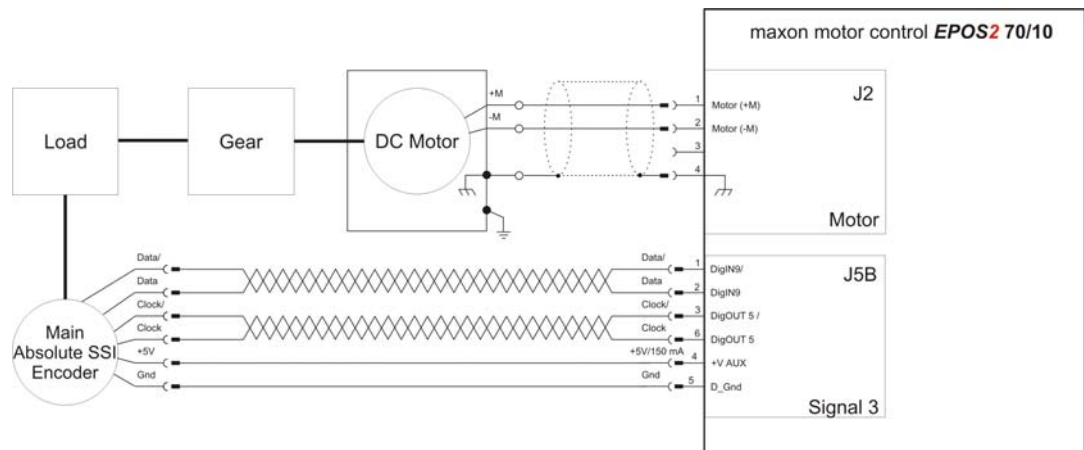 maxon motor control EPOS2 70/10
J2
Load
Gear
DC Motor
+M
-M
1
Motor (+M)
2
Motor (-M)
3
4
Motor
J5B
Main
Absolute SSI
Encoder
Data/
Data/
1
DigIN9/
Data
Data
2
DigIN9
Clock/
Clock/
3
DigOUT 5 /
Clock
Clock
6
DigOUT 5
+5V
+5V/150 mA
4
+V AUX
Gnd
Gnd
5
D_Gnd
Signal 3